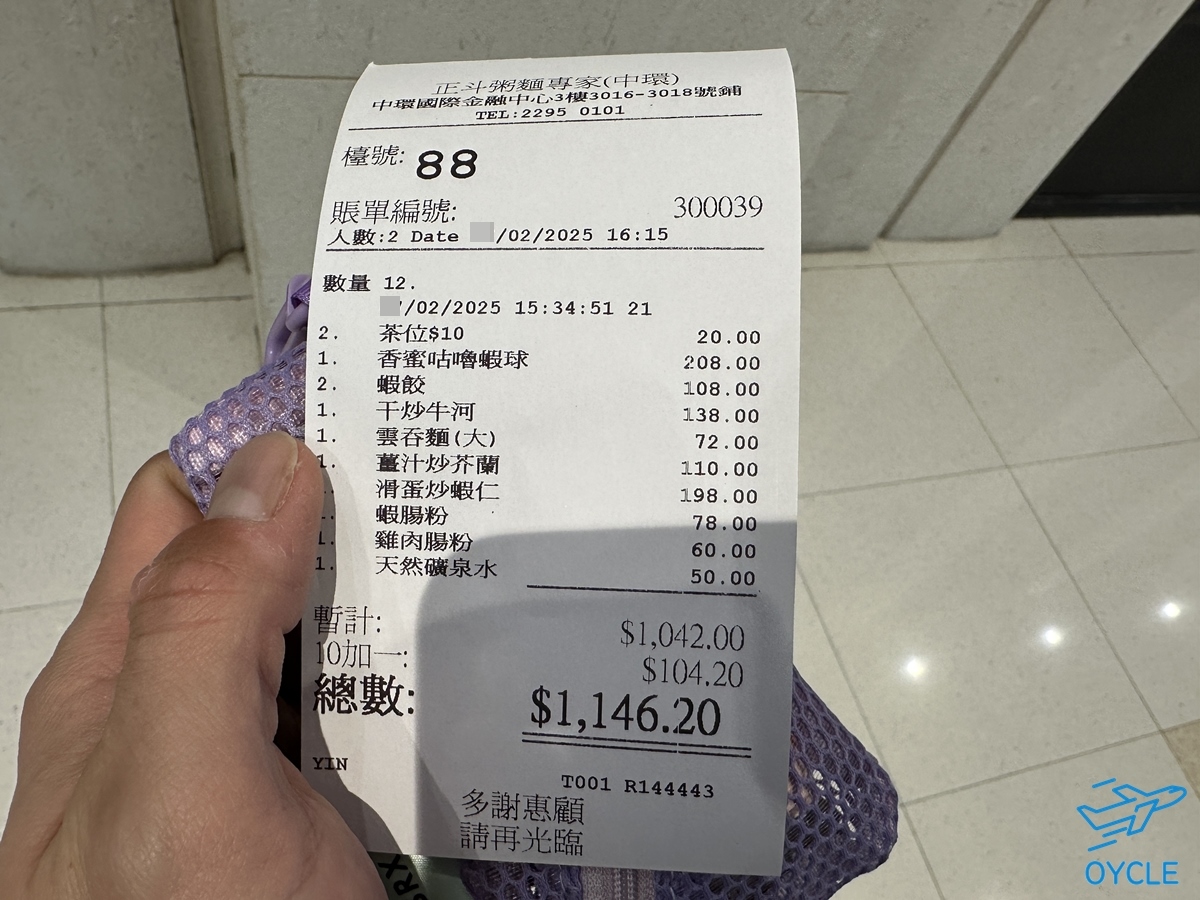 正斗粥麵專家(中環)
中環國際金融中心3樓3016-3018號鋪
TEL:2295 0101
檯號: 88
賬單編號: 300039
人數:2 Date /02/2025 16:15
數量 12.
/02/2025 15:34:51 21
2. 茶位$10 20.00
1. 香蜜咕嚕蝦球 208.00
2. 蝦餃 108.00
1. 干炒牛河 138.00
1. 雲吞麵(大) 72.00
1. 薑汁炒芥蘭 110.00
滑蛋炒蝦仁 198.00
蝦腸粉 78.00
1. 雞肉腸粉 60.00
1. 天然礦泉水 50.00
暫計: $1,042.00
10加一: $104.20
總數: $1,146.20
YIN
T001 R144443
多謝惠顧
請再光臨
OYCLE